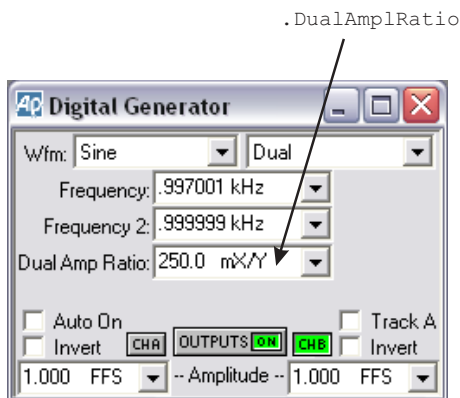 .DualAmplRatio
Ap Digital Generator
Wfm: Sine Dual
Frequency: .997001 kHz
Frequency 2: .999999 kHz
Dual Amp Ratio: 250.0 mX/Y
Auto On Track A
Invert CHA OUTPUTS ON CHB Invert
1.000 FFS -- Amplitude -- 1.000 FFS